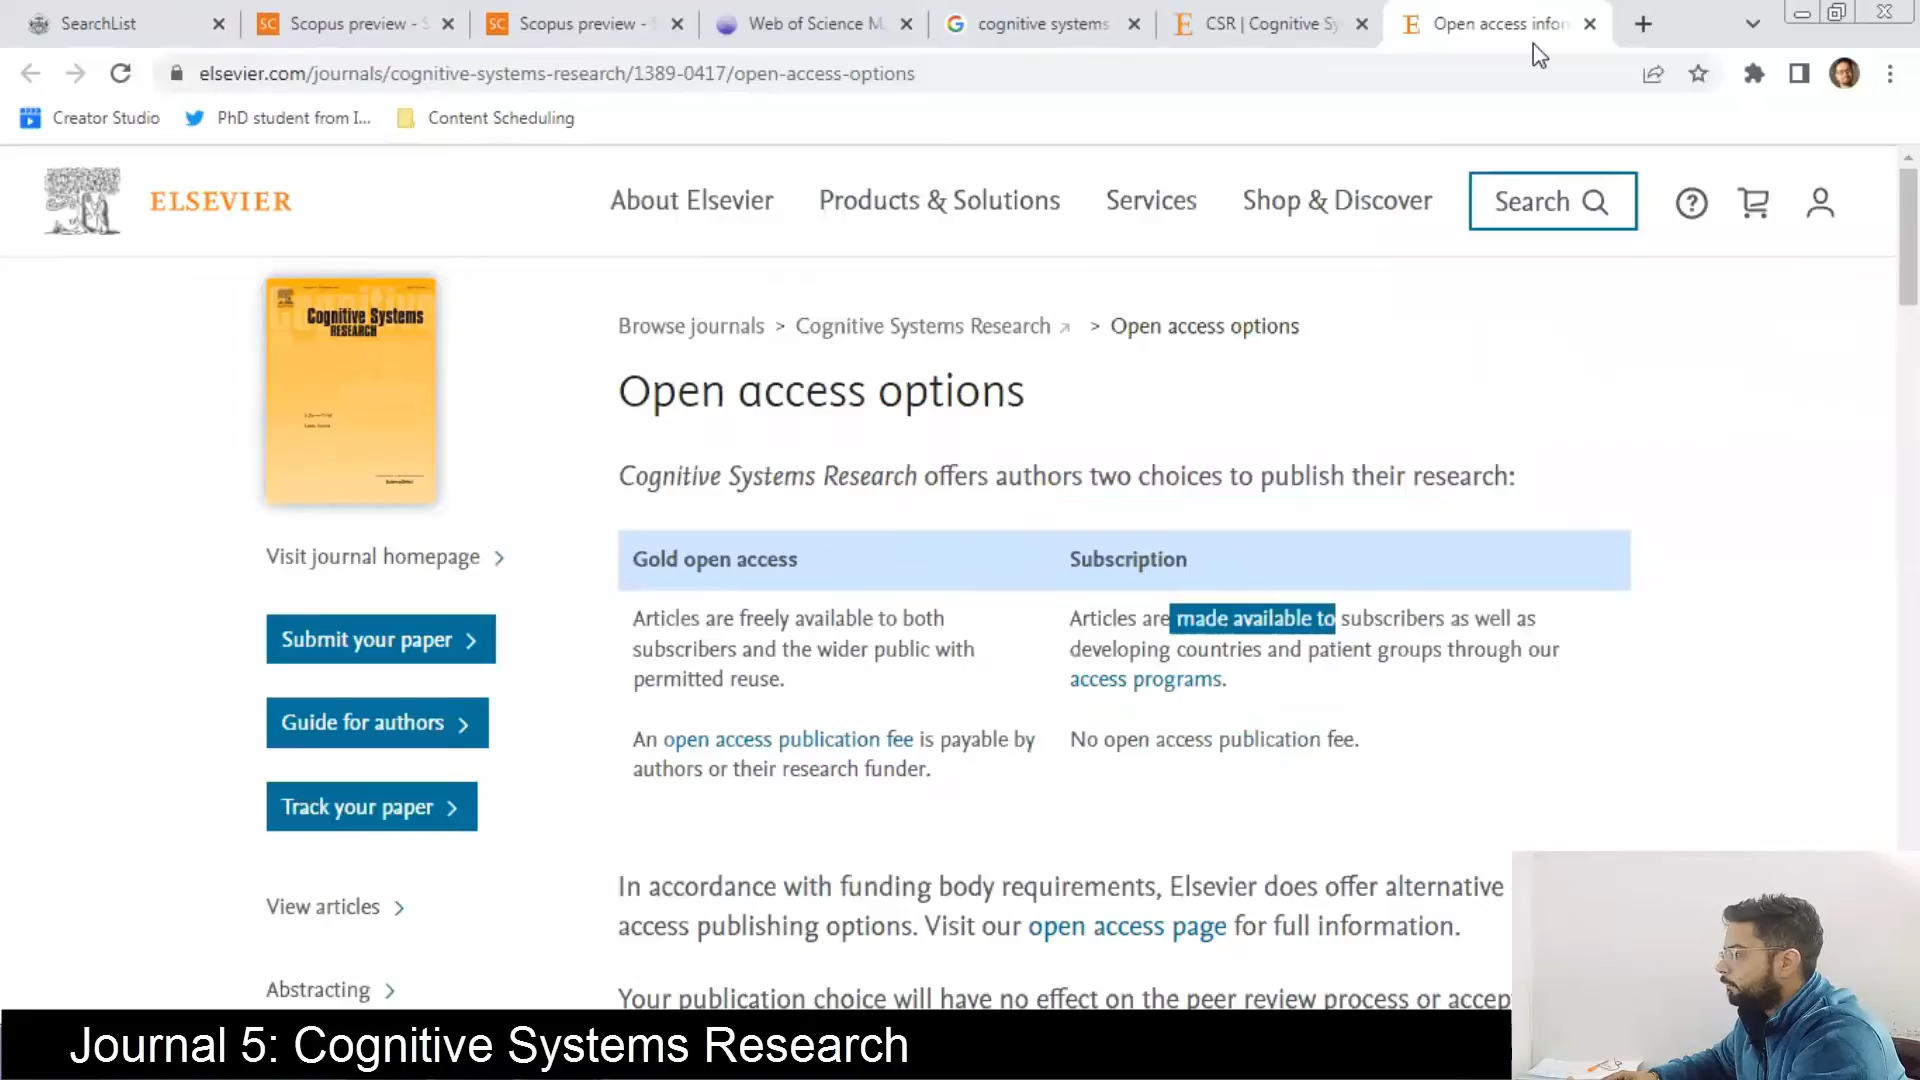 SearchList
Scopus preview - S
Scopus preview - S
Web of Science M
cognitive systems
CSR | Cognitive Sy
Open access infor
elsevier.com/journals/cognitive-systems-research/1389-0417/open-access-options
Creator Studio
PhD student from I...
Content Scheduling
ELSEVIER
About Elsevier
Products & Solutions
Services
Shop & Discover
Search
Cognitive Systems
RESEARCH
Browse journals > Cognitive Systems Research > Open access options
Open access options
Cognitive Systems Research offers authors two choices to publish their research:
Gold open access
Subscription
Articles are freely available to both
subscribers and the wider public with
permitted reuse.
Articles are made available to subscribers as well as
developing countries and patient groups through our
access programs.
An open access publication fee is payable by
authors or their research funder.
No open access publication fee.
Visit journal homepage
Submit your paper
Guide for authors
Track your paper
View articles
Abstracting
In accordance with funding body requirements, Elsevier does offer alternative
access publishing options. Visit our open access page for full information.
Your publication choice will have no effect on the peer review process or accep
Journal 5: Cognitive Systems Research